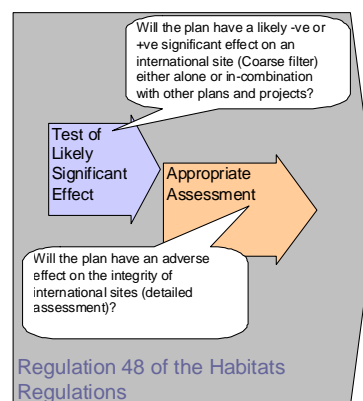 Will the plan have a likely -ve or
+ve significant effect on an
international site (Coarse filter)
either alone or in-combination
with other plans and projects?
Test of
Likely
Significant
Effect
Appropriate
Assessment
Will the plan have an adverse
effect on the integrity of
international sites (detailed
assessment)?
Regulation 48 of the Habitats
Regulations